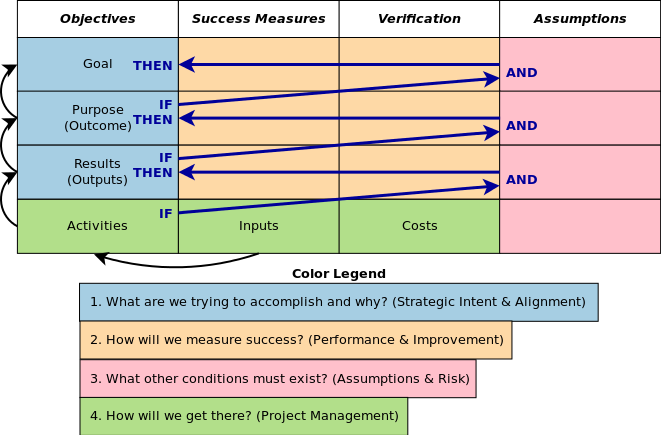 Objectives
Success Measures
Verification
Assumptions
Goal
THEN
AND
IF
Purpose
(Outcome)
THEN
AND
IF
Results
(Outputs)
THEN
AND
IF
Activities
Inputs
Costs
Color Legend
1. What are we trying to accomplish and why? (Strategic Intent & Alignment)
2. How will we measure success? (Performance & Improvement)
3. What other conditions must exist? (Assumptions & Risk)
4. How will we get there? (Project Management)